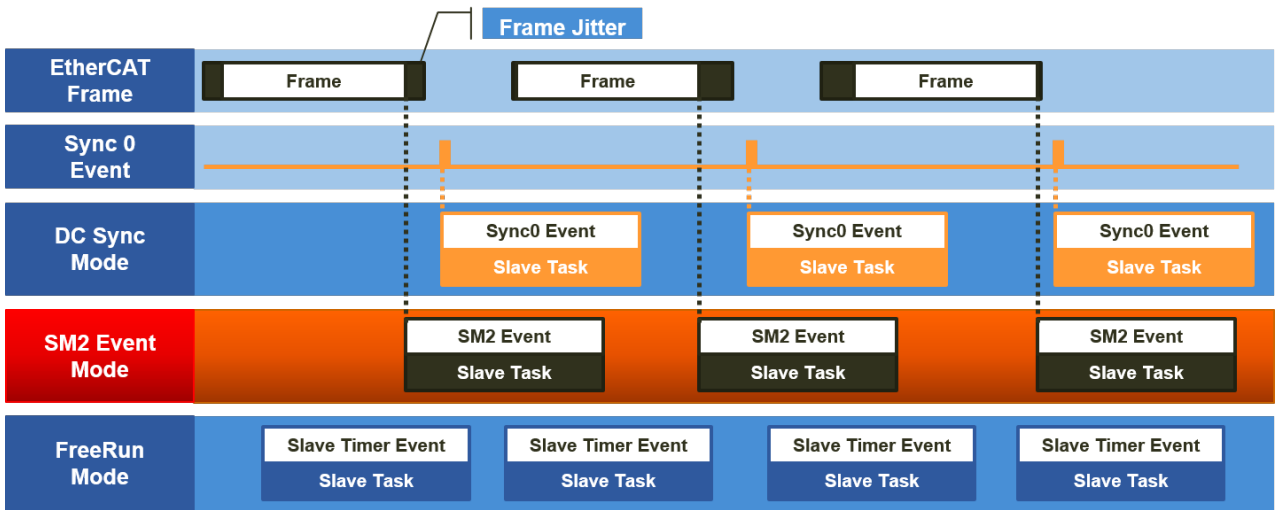 Frame Jitter
EtherCAT
Frame
Frame
Frame
Frame
Sync 0
Event
DC Sync
Mode
Sync0 Event
Slave Task
Sync0 Event
Slave Task
Sync0 Event
Slave Task
SM2 Event
Mode
SM2 Event
Slave Task
SM2 Event
Slave Task
SM2 Event
Slave Task
FreeRun
Mode
Slave Timer Event
Slave Task
Slave Timer Event
Slave Task
Slave Timer Event
Slave Task
Slave Timer Event
Slave Task